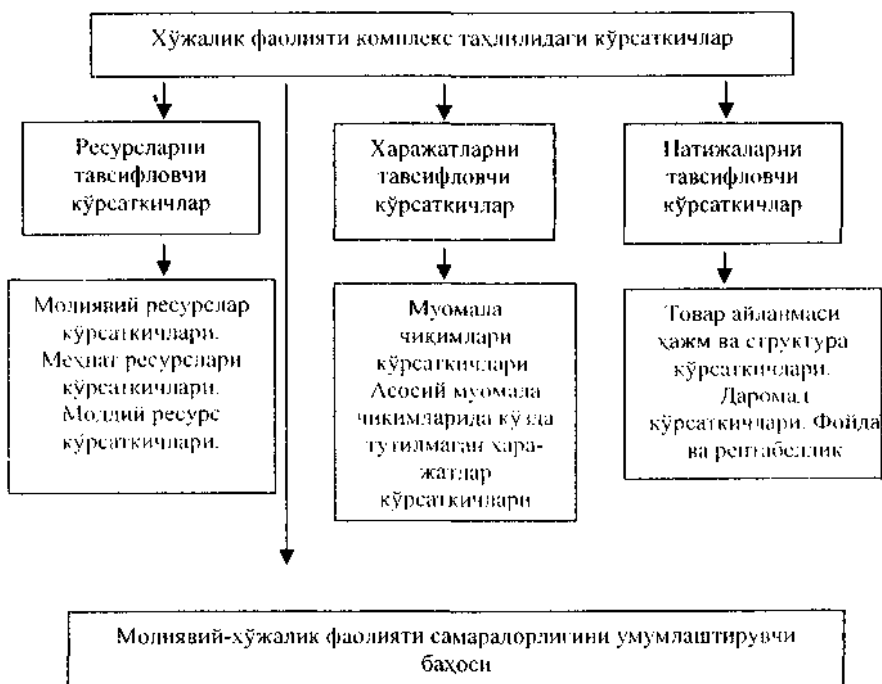 Хўжалик фаолияти комплекс таҳлилидаги кўрсаткичлар
Ресурсларни
тавсифловчи
кўрсаткичлар
Харажатларни
тавсифловчи
кўрсаткичлар
Натижаларни
тавсифловчи
кўрсаткичлар
Молиявий ресурслар
кўрсаткичлари.
Меҳнат ресурслари
кўрсаткичлари.
Моддий ресурс
кўрсаткичлари.
Муомала
чиқимлари
кўрсаткичлари
Асосий муомала
чиқимларида кўзда
тутилмаган хара-
жатлар
кўрсаткичлари
Товар айланмаси
ҳажм ва структура
кўрсаткичлари.
Даромад
кўрсаткичлари. Фойда
ва рентабеллик
Молиявий-хўжалик фаолияти самарадорлигини умумлаштирувчи
баҳоси